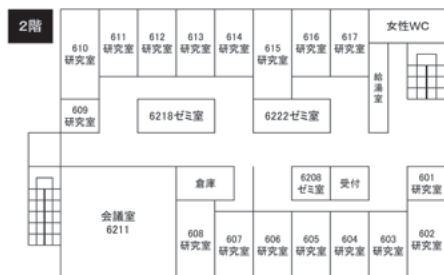 2階
610
研究室
611
研究室
612
研究室
613
研究室
614
研究室
615
研究室
616
研究室
617
研究室
女性WC
給湯室
609
研究室
6218ゼミ室
6222ゼミ室
会議室
6211
倉庫
6208
ゼミ室
受付
601
研究室
608
研究室
607
研究室
606
研究室
605
研究室
604
研究室
603
研究室
602
研究室